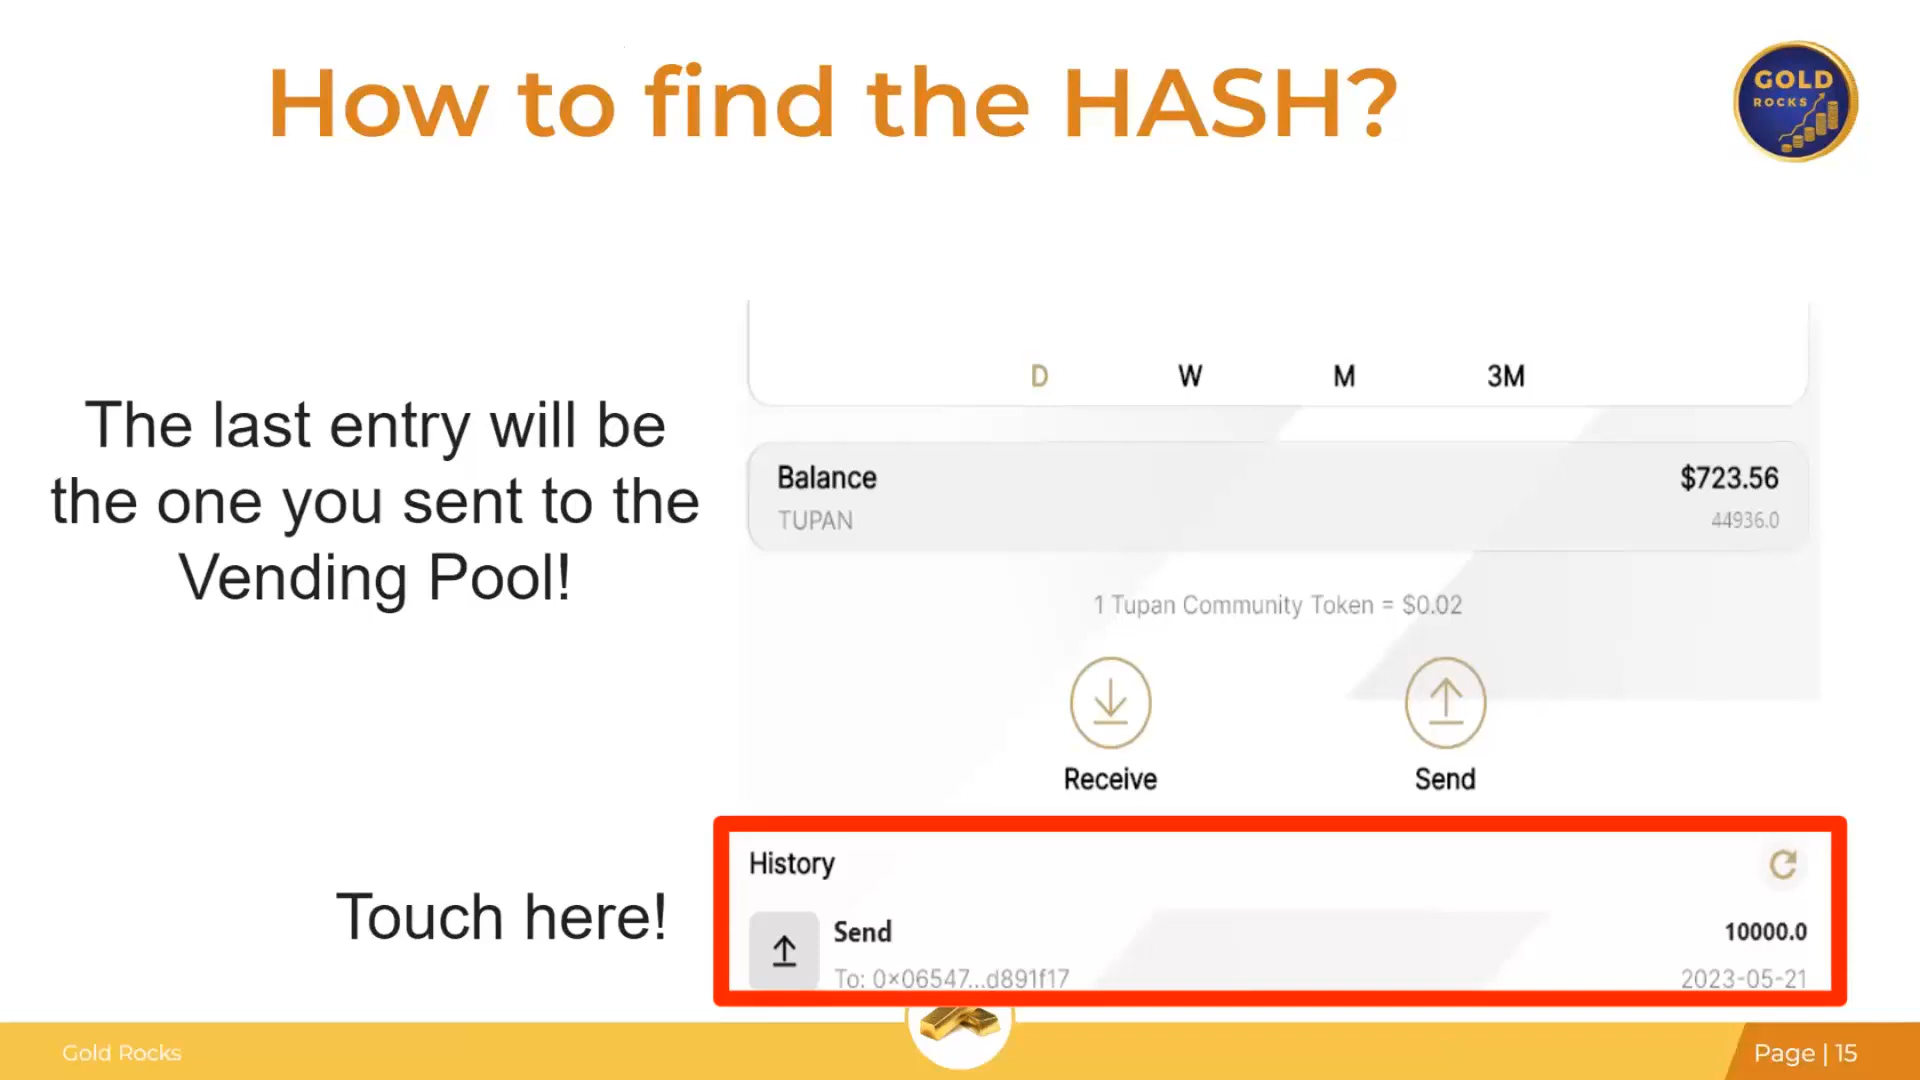 How to find the HASH?
GOLD
ROCKS
D W M 3M
The last entry will be
the one you sent to the
Vending Pool!
Balance $723.56
TUPAN 44936.0
1 Tupan Community Token = $0.02
Receive Send
Touch here!
History
Send 10000.0
To: 0x06547...d891f17 2023-05-21
Gold Rocks
Page | 15